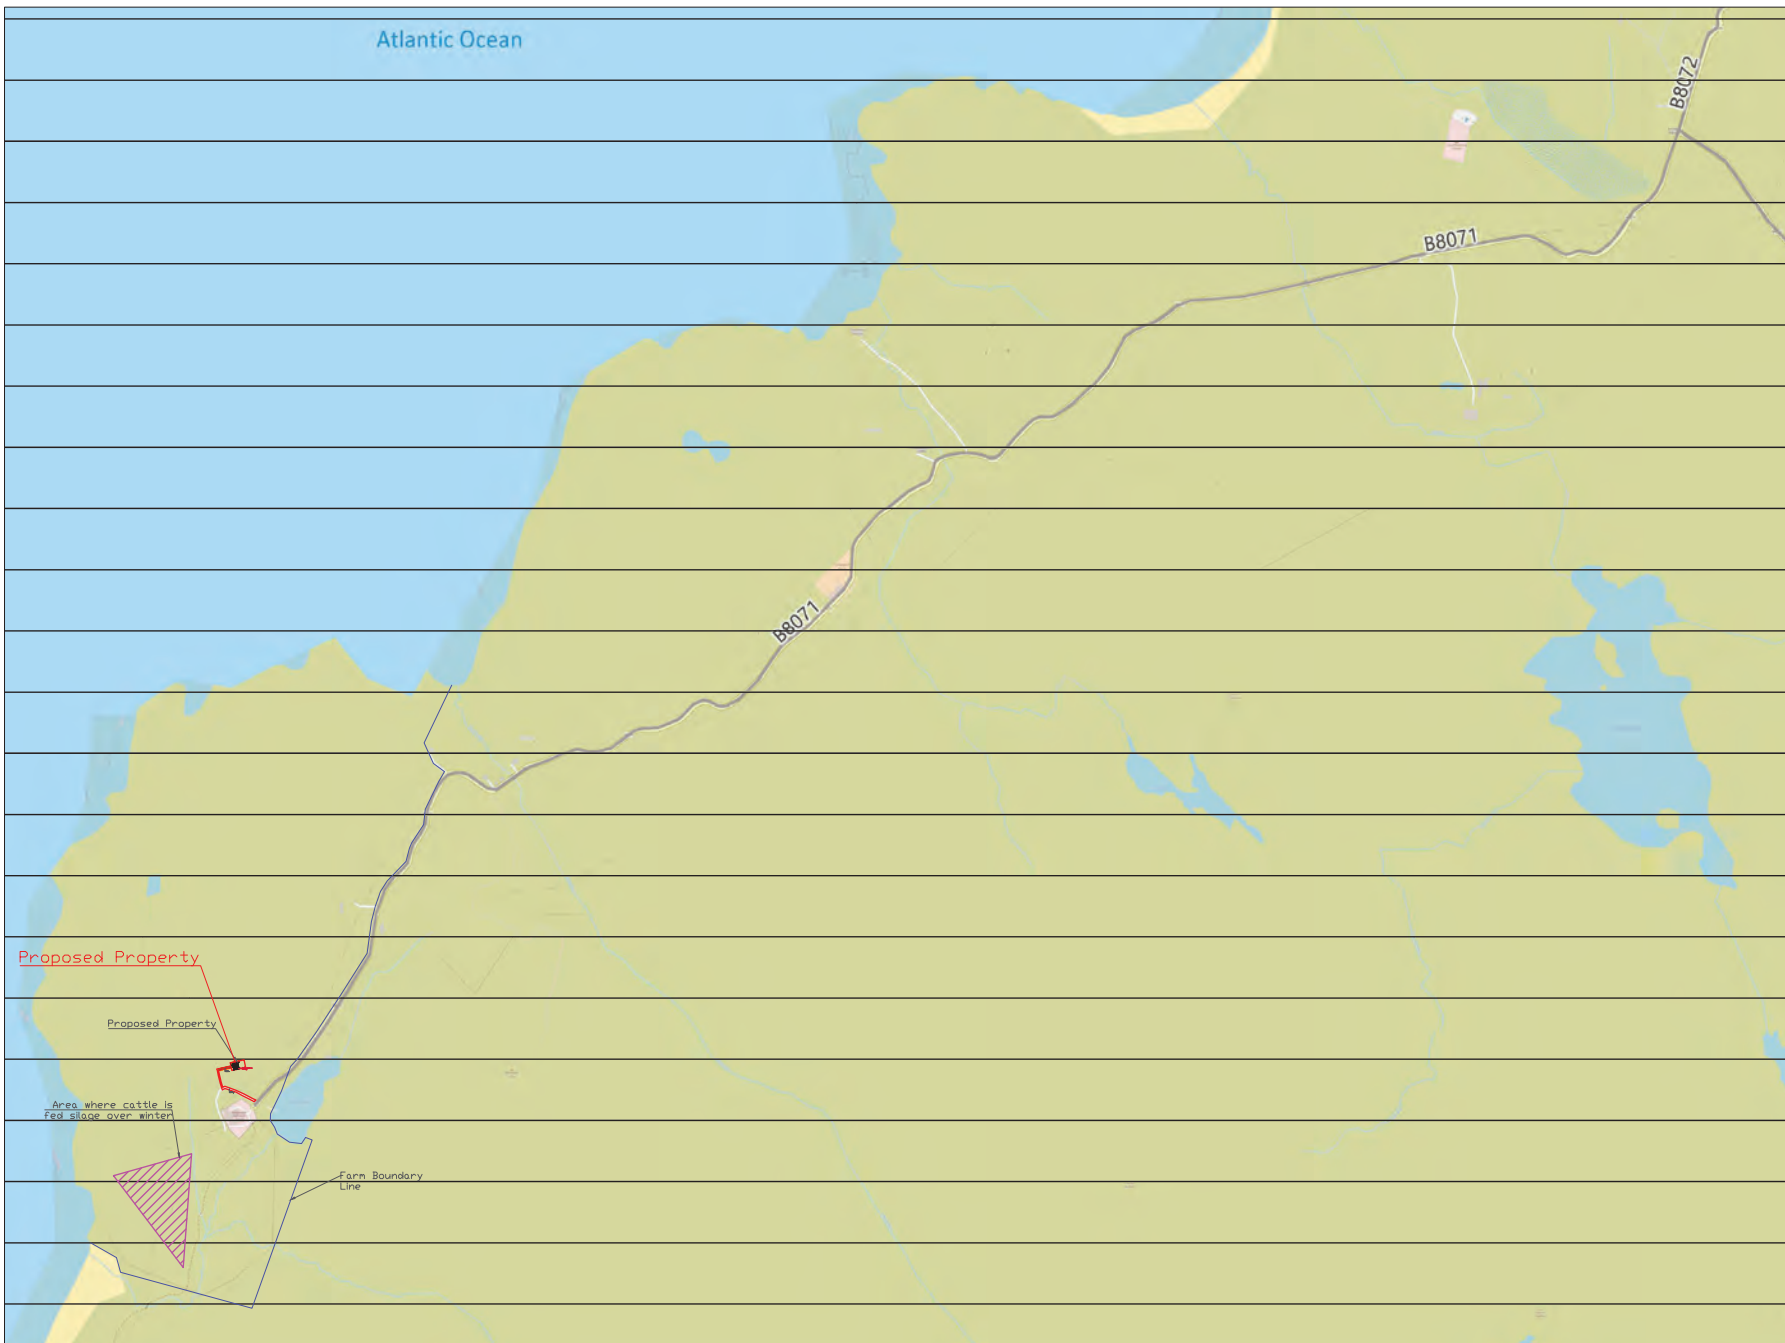 Atlantic Ocean
B8072
B8071
B8071
Proposed Property
Proposed Property
Area where cattle is
fed silage over winter
Farm Boundary
Line